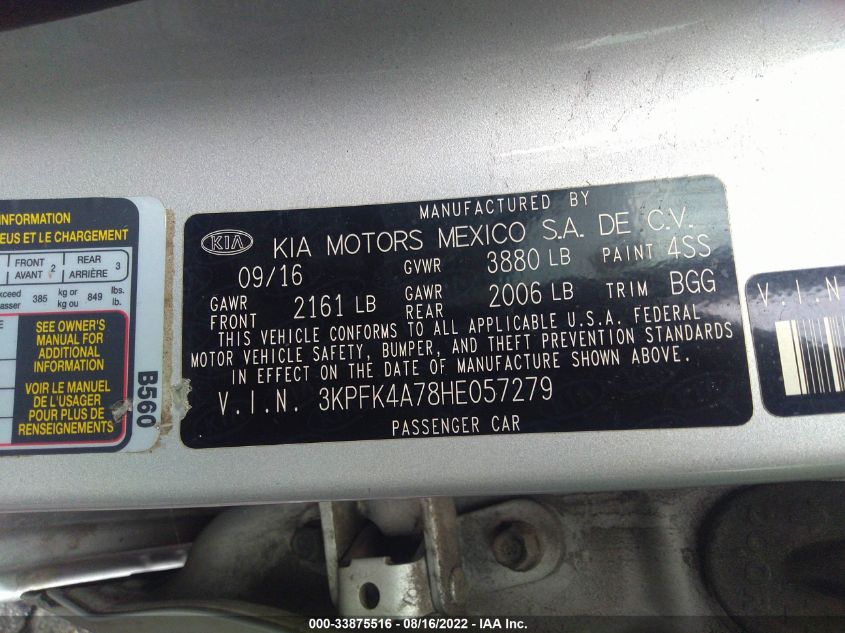 INFORMATION
EUS ET LE CHARGEMENT
FRONT 2 REAR 3
AVANT ARRIÈRE
385 kg or 849 lbs.
kg ou lb.
SEE OWNER'S
MANUAL FOR
ADDITIONAL
INFORMATION
VOIR LE MANUEL
DE L'USAGER
POUR PLUS DE
RENSEIGNEMENTS
B560
MANUFACTURED BY
KIA KIA MOTORS MEXICO S.A. DE C.V.
09/16 GVWR 3880 LB PAINT 4SS
GAWR FRONT 2161 LB GAWR REAR 2006 LB TRIM BGG
THIS VEHICLE CONFORMS TO ALL APPLICABLE U.S.A. FEDERAL
MOTOR VEHICLE SAFETY, BUMPER, AND THEFT PREVENTION STANDARDS
IN EFFECT ON THE DATE OF MANUFACTURE SHOWN ABOVE.
V.I.N. 3KPFK4A78HE057279
PASSENGER CAR
V.I.N
000-33875516 - 08/16/2022 - IAA Inc.